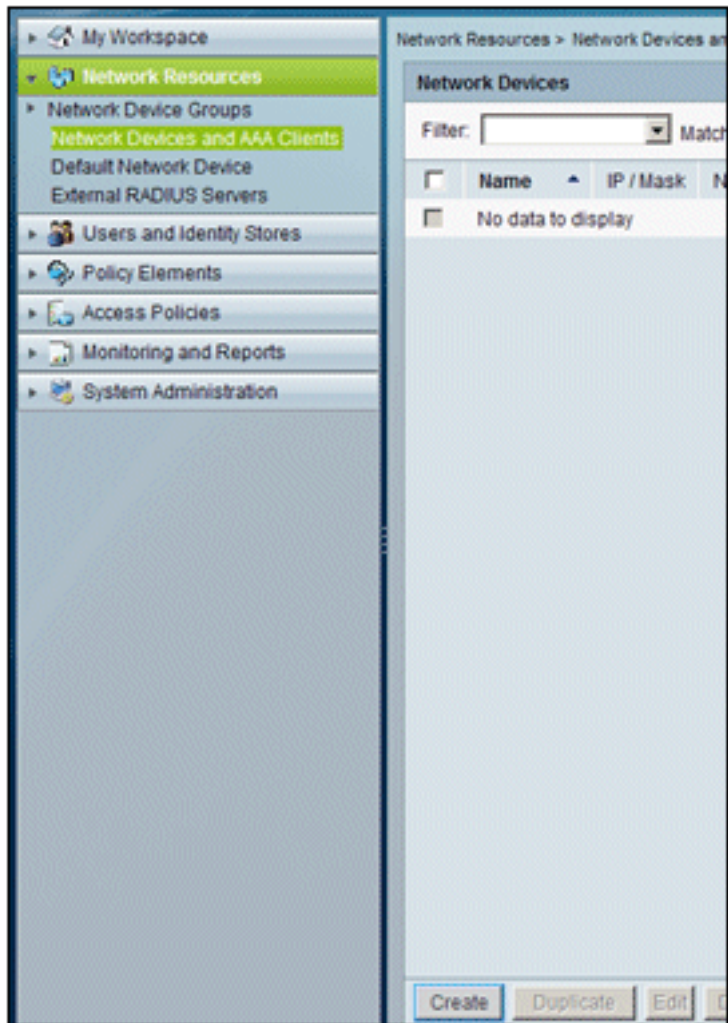 My Workspace
Network Resources
Network Device Groups
Network Devices and AAA Clients
Default Network Device
External RADIUS Servers
Users and Identity Stores
Policy Elements
Access Policies
Monitoring and Reports
System Administration
Network Resources > Network Devices an
Network Devices
Filter: Match
Name IP / Mask N
No data to display
Create Duplicate Edit